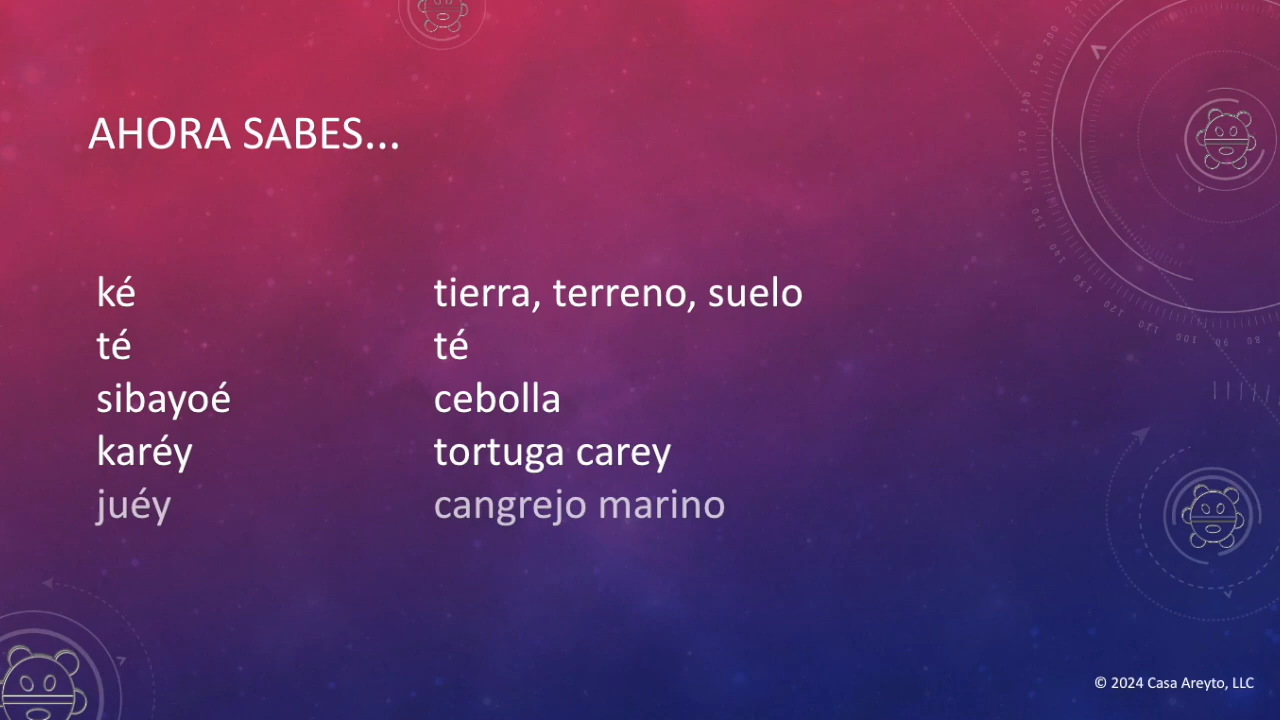 AHORA SABES...
ké tierra, terreno, suelo
té té
sibayoé cebolla
karéy tortuga carey
juéy cangrejo marino
© 2024 Casa Areyto, LLC